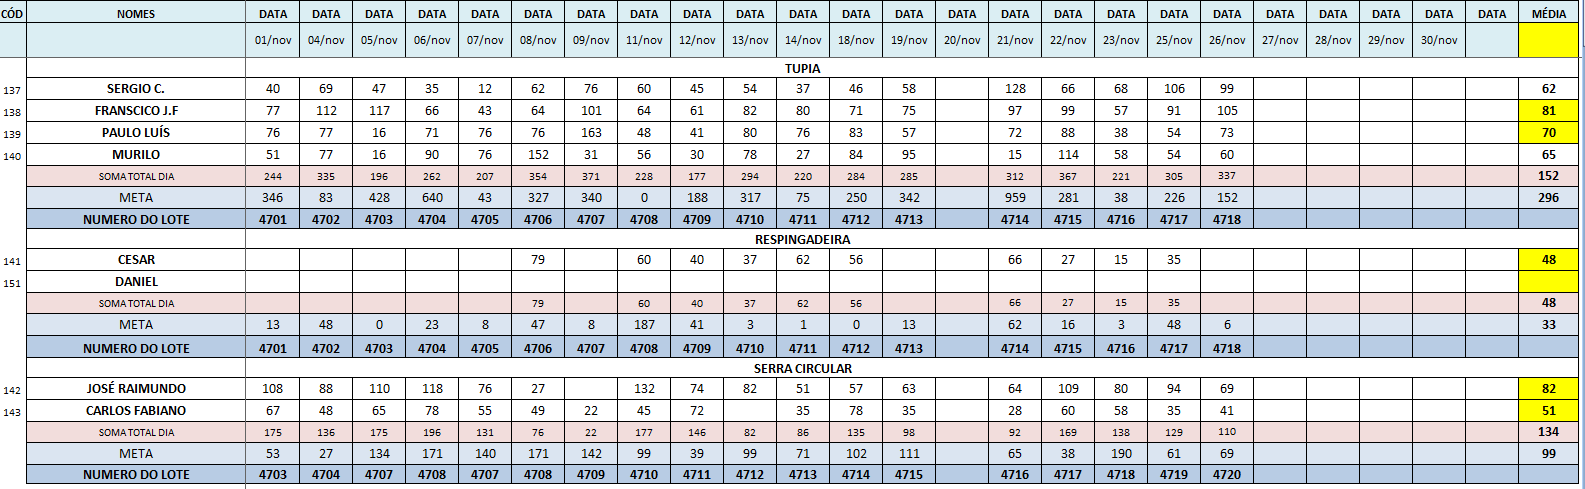 CÓD NOMES DATA DATA DATA DATA DATA DATA DATA DATA DATA DATA DATA DATA DATA DATA DATA DATA DATA DATA DATA DATA DATA DATA DATA DATA MÉDIA
01/nov 04/nov 05/nov 06/nov 07/nov 08/nov 09/nov 11/nov 12/nov 13/nov 14/nov 18/nov 19/nov 20/nov 21/nov 22/nov 23/nov 25/nov 26/nov 27/nov 28/nov 29/nov 30/nov
TUPIA
137 SERGIO C. 40 69 47 35 12 62 76 60 45 54 37 46 58 128 66 68 106 99 62
138 FRANSCICO J.F 77 112 117 66 43 64 101 64 61 82 80 71 75 97 99 57 91 105 81
139 PAULO LUÍS 76 77 16 71 76 76 163 48 41 80 76 83 57 72 88 38 54 73 70
140 MURILO 51 77 16 90 76 152 31 56 30 78 27 84 95 15 114 58 54 60 65
SOMA TOTAL DIA 244 335 196 262 207 354 371 228 177 294 220 284 285 312 367 221 305 337 152
META 346 83 428 640 43 327 340 0 188 317 75 250 342 959 281 38 226 152 296
NUMERO DO LOTE 4701 4702 4703 4704 4705 4706 4707 4708 4709 4710 4711 4712 4713 4714 4715 4716 4717 4718
RESPINGADEIRA
141 CESAR 79 60 40 37 62 56 66 27 15 35 48
151 DANIEL
SOMA TOTAL DIA 79 60 40 37 62 56 66 27 15 35 48
META 13 48 0 23 8 47 8 187 41 3 1 0 13 62 16 3 48 6 33
NUMERO DO LOTE 4701 4702 4703 4704 4705 4706 4707 4708 4709 4710 4711 4712 4713 4714 4715 4716 4717 4718
SERRA CIRCULAR
142 JOSÉ RAIMUNDO 108 88 110 118 76 27 132 74 82 51 57 63 64 109 80 94 69 82
143 CARLOS FABIANO 67 48 65 78 55 49 22 45 72 35 78 35 28 60 58 35 41 51
SOMA TOTAL DIA 175 136 175 196 131 76 22 177 146 82 86 135 98 92 169 138 129 110 134
META 53 27 134 171 140 171 142 99 39 99 71 102 111 65 38 190 61 69 99
NUMERO DO LOTE 4703 4704 4707 4708 4707 4708 4709 4710 4711 4712 4713 4714 4715 4716 4717 4718 4719 4720